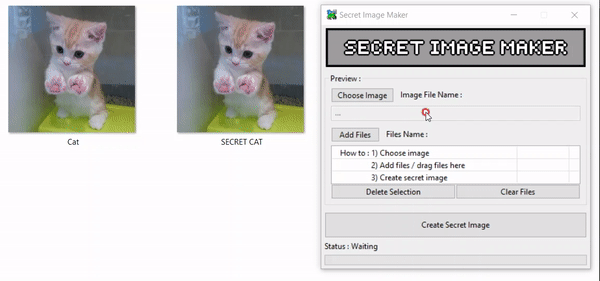 Cat
SECRET CAT
Secret Image Maker
SECRET IMAGE MAKER
Preview :
Choose Image
Image File Name :
...
Add Files
Files Name :
How to : 1) Choose image
2) Add files / drag files here
3) Create secret image
Delete Selection
Clear Files
Create Secret Image
Status : Waiting